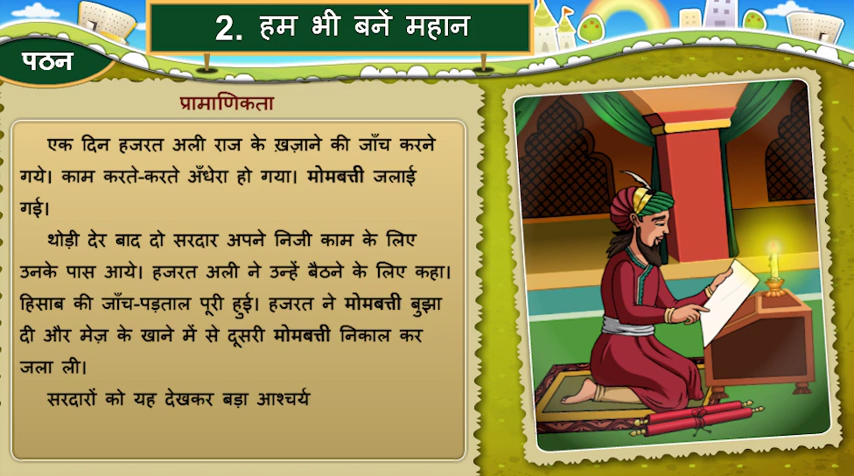 2. हम भी बनें महान
पठन
प्रामाणिकता
एक दिन हजरत अली राज के ख़ज़ाने की जाँच करने
गये। काम करते-करते अँधेरा हो गया। मोमबत्ती जलाई
गई।
थोड़ी देर बाद दो सरदार अपने निजी काम के लिए
उनके पास आये। हजरत अली ने उन्हें बैठने के लिए कहा।
हिसाब की जाँच-पड़ताल पूरी हुई। हजरत ने मोमबत्ती बुझा
दी और मेज़ के खाने में से दूसरी मोमबत्ती निकाल कर
जला ली।
सरदारों को यह देखकर बड़ा आश्चर्य